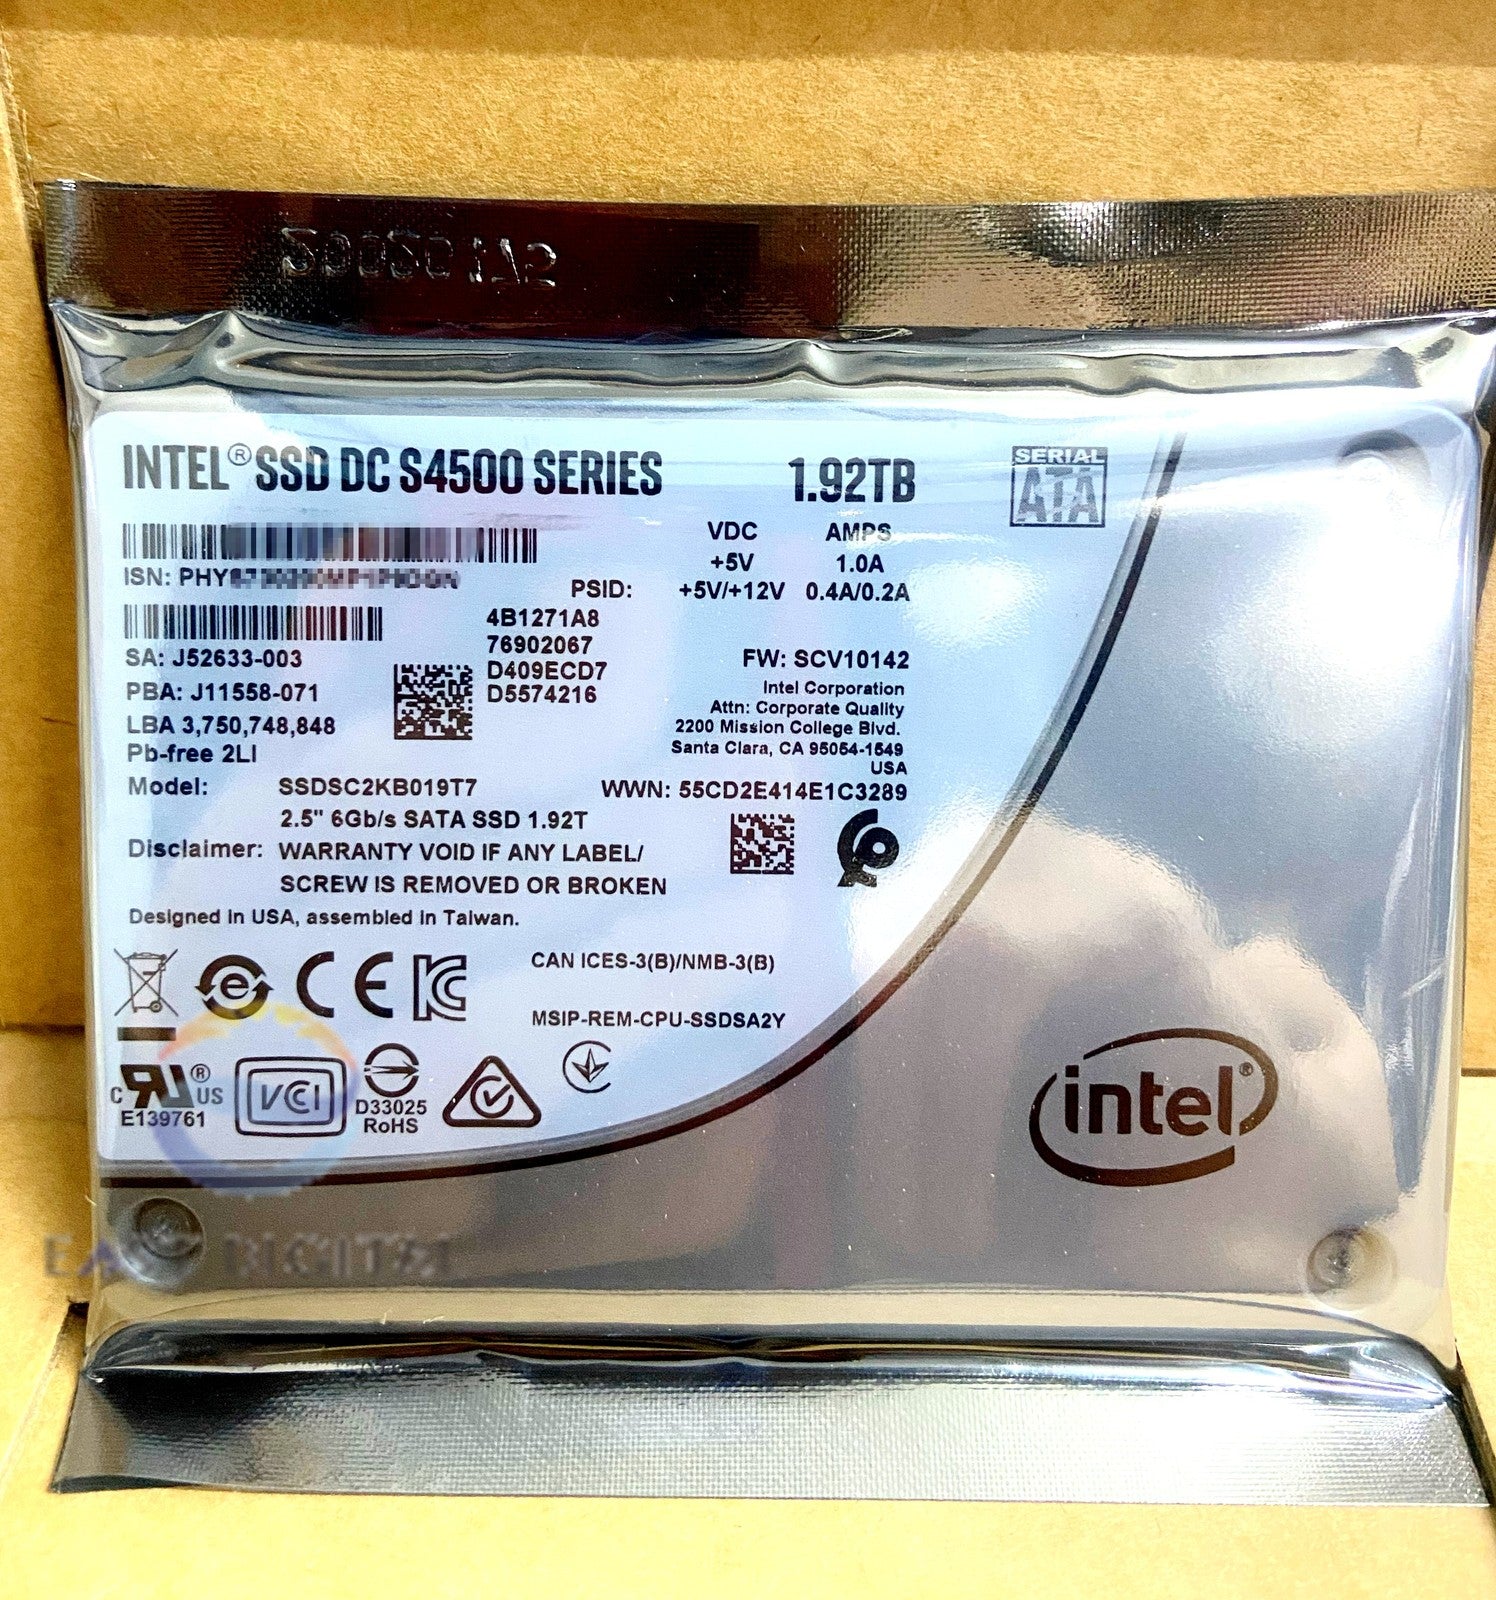 INTEL® SSD DC S4500 SERIES 1.92TB
SERIAL
ATA
VDC AMPS
+5V 1.0A
+5V/+12V 0.4A/0.2A
ISN: PHY
PSID:
4B1271A8
76902067
D409ECD7
D5574216
SA: J52633-003
PBA: J11558-071
LBA 3,750,748,848
Pb-free 2LI
FW: SCV10142
Intel Corporation
Attn: Corporate Quality
2200 Mission College Blvd.
Santa Clara, CA 95054-1549
USA
Model: SSDSC2KB019T7
WWN: 55CD2E414E1C3289
2.5" 6Gb/s SATA SSD 1.92T
Disclaimer: WARRANTY VOID IF ANY LABEL/
SCREW IS REMOVED OR BROKEN
Designed in USA, assembled in Taiwan.
CAN ICES-3(B)/NMB-3(B)
MSIP-REM-CPU-SSDSA2Y
CE
C US ®
E139761
VCI
D33025
RoHS
intel®